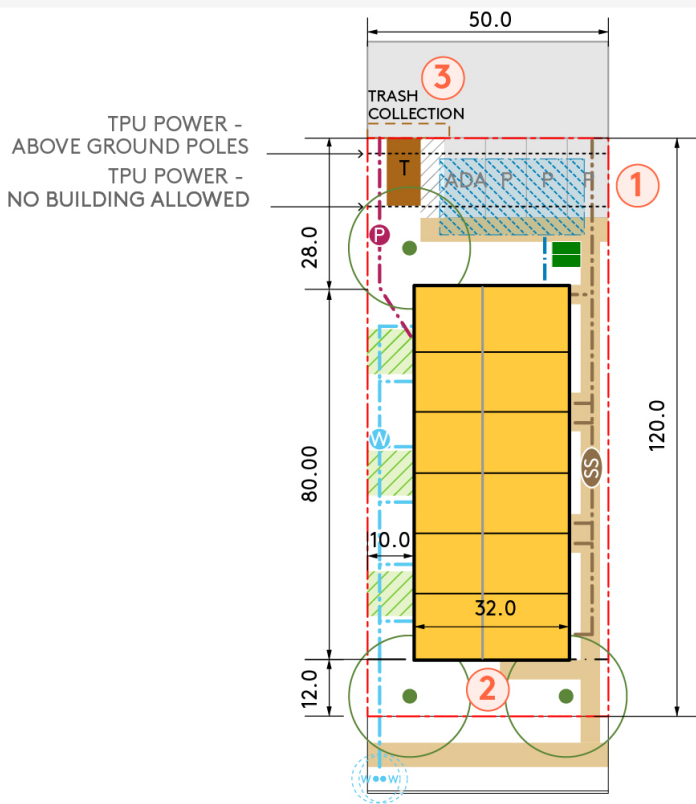 50.0
3
TRASH
COLLECTION
TPU POWER -
ABOVE GROUND POLES
TPU POWER -
NO BUILDING ALLOWED
T
ADA P P P
1
P
28.0
120.0
80.00
W
SS
10.0
32.0
2
12.0
W W